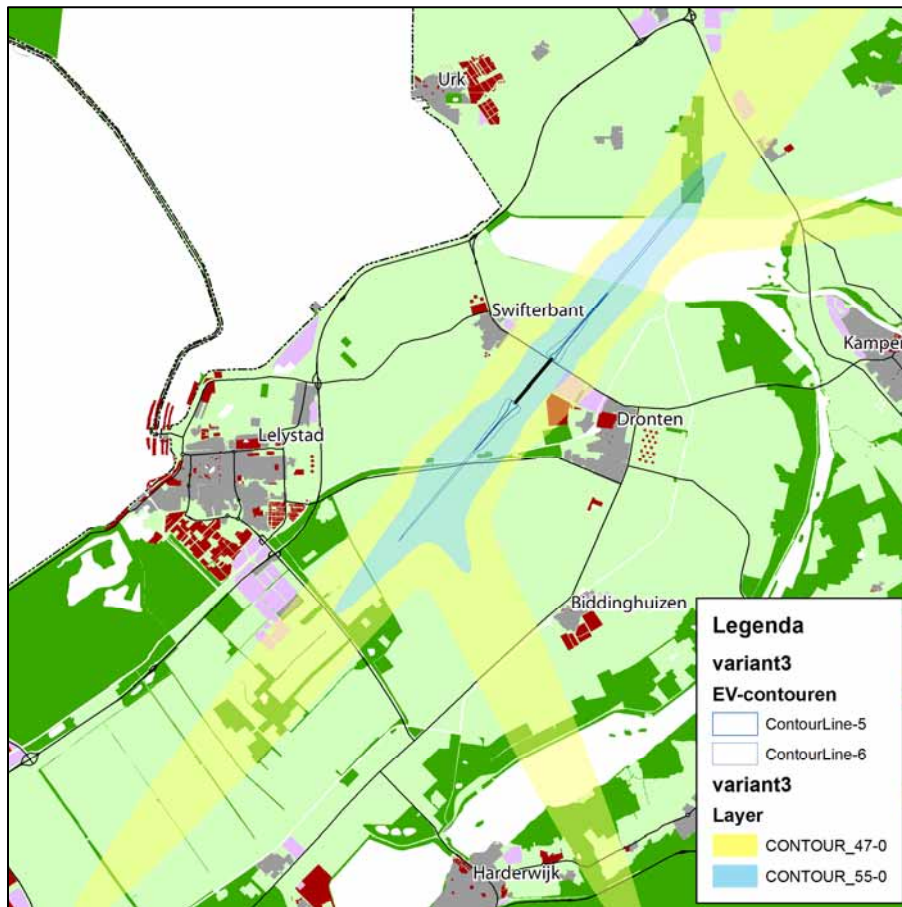 Urk
Swifterbant
Kampen
Dronten
Lelystad
Biddinghuizen
Harderwijk
Legenda
variant3
EV-contouren
ContourLine-5
ContourLine-6
variant3
Layer
CONTOUR_47-0
CONTOUR_55-0